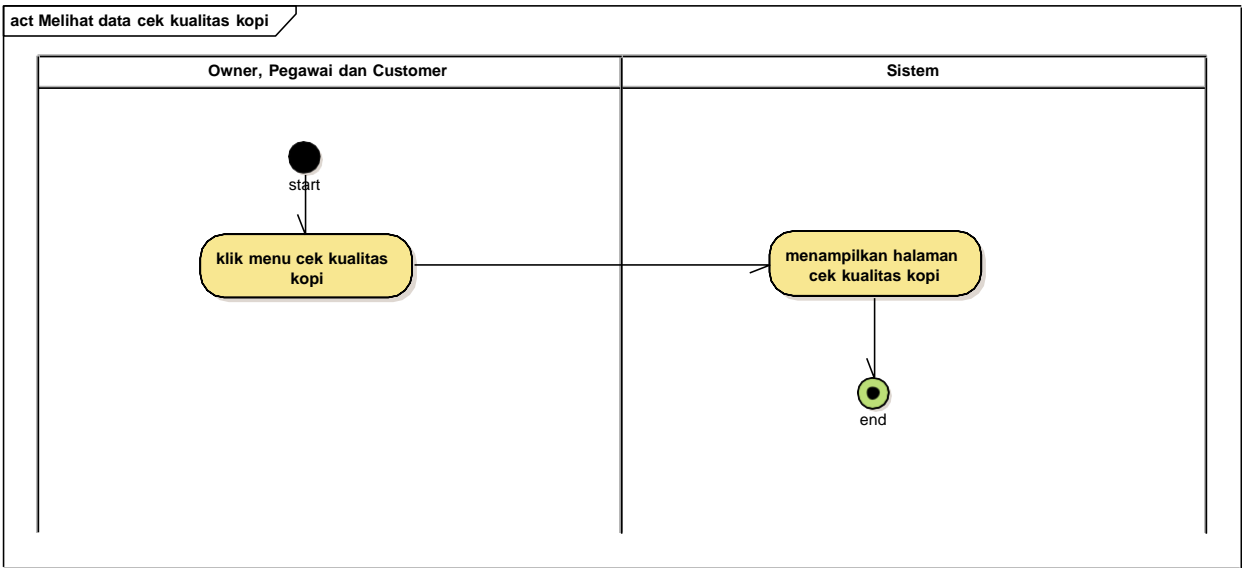 act Melihat data cek kualitas kopi
Owner, Pegawai dan Customer
Sistem
start
klik menu cek kualitas
kopi
menampilkan halaman
cek kualitas kopi
end